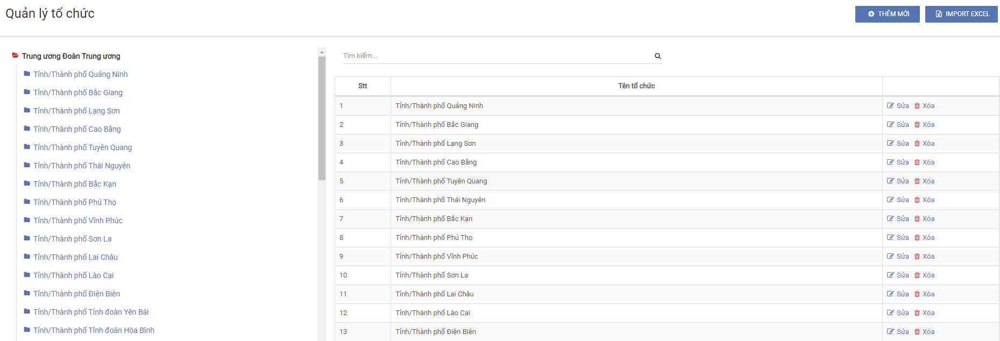 Quản lý tổ chức
THÊM MỚI
IMPORT EXCEL
Trung ương Đoàn Trung ương
Tỉnh/Thành phố Quảng Ninh
Tỉnh/Thành phố Bắc Giang
Tỉnh/Thành phố Lạng Sơn
Tỉnh/Thành phố Cao Bằng
Tỉnh/Thành phố Tuyên Quang
Tỉnh/Thành phố Thái Nguyên
Tỉnh/Thành phố Bắc Kạn
Tỉnh/Thành phố Phú Thọ
Tỉnh/Thành phố Vĩnh Phúc
Tỉnh/Thành phố Sơn La
Tỉnh/Thành phố Lai Châu
Tỉnh/Thành phố Lào Cai
Tỉnh/Thành phố Điện Biên
Tỉnh/Thành phố Tỉnh đoàn Yên Bái
Tỉnh/Thành phố Tỉnh đoàn Hòa Bình
Tìm kiếm...
Stt Tên tổ chức
1 Tỉnh/Thành phố Quảng Ninh Sửa Xóa
2 Tỉnh/Thành phố Bắc Giang Sửa Xóa
3 Tỉnh/Thành phố Lạng Sơn Sửa Xóa
4 Tỉnh/Thành phố Cao Bằng Sửa Xóa
5 Tỉnh/Thành phố Tuyên Quang Sửa Xóa
6 Tỉnh/Thành phố Thái Nguyên Sửa Xóa
7 Tỉnh/Thành phố Bắc Kạn Sửa Xóa
8 Tỉnh/Thành phố Phú Thọ Sửa Xóa
9 Tỉnh/Thành phố Vĩnh Phúc Sửa Xóa
10 Tỉnh/Thành phố Sơn La Sửa Xóa
11 Tỉnh/Thành phố Lai Châu Sửa Xóa
12 Tỉnh/Thành phố Lào Cai Sửa Xóa
13 Tỉnh/Thành phố Điện Biên Sửa Xóa